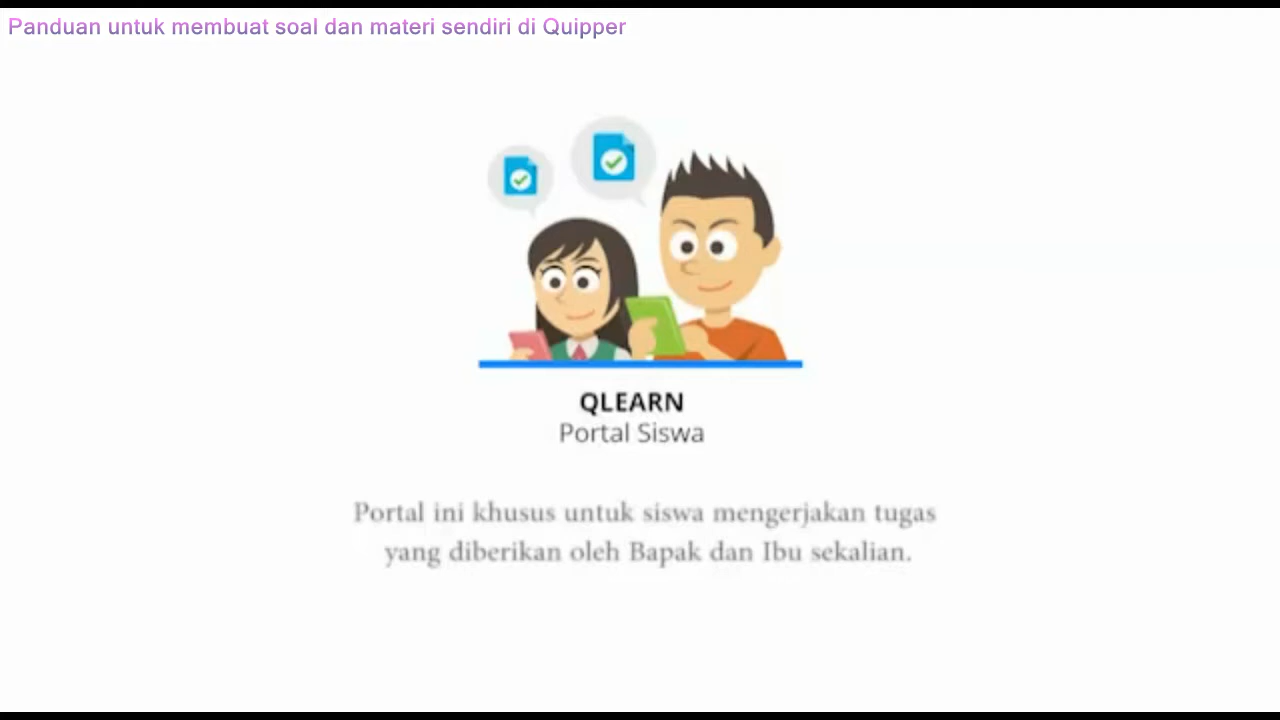 Panduan untuk membuat soal dan materi sendiri di Quipper
QLEARN
Portal Siswa
Portal ini khusus untuk siswa mengerjakan tugas
yang diberikan oleh Bapak dan Ibu sekalian.